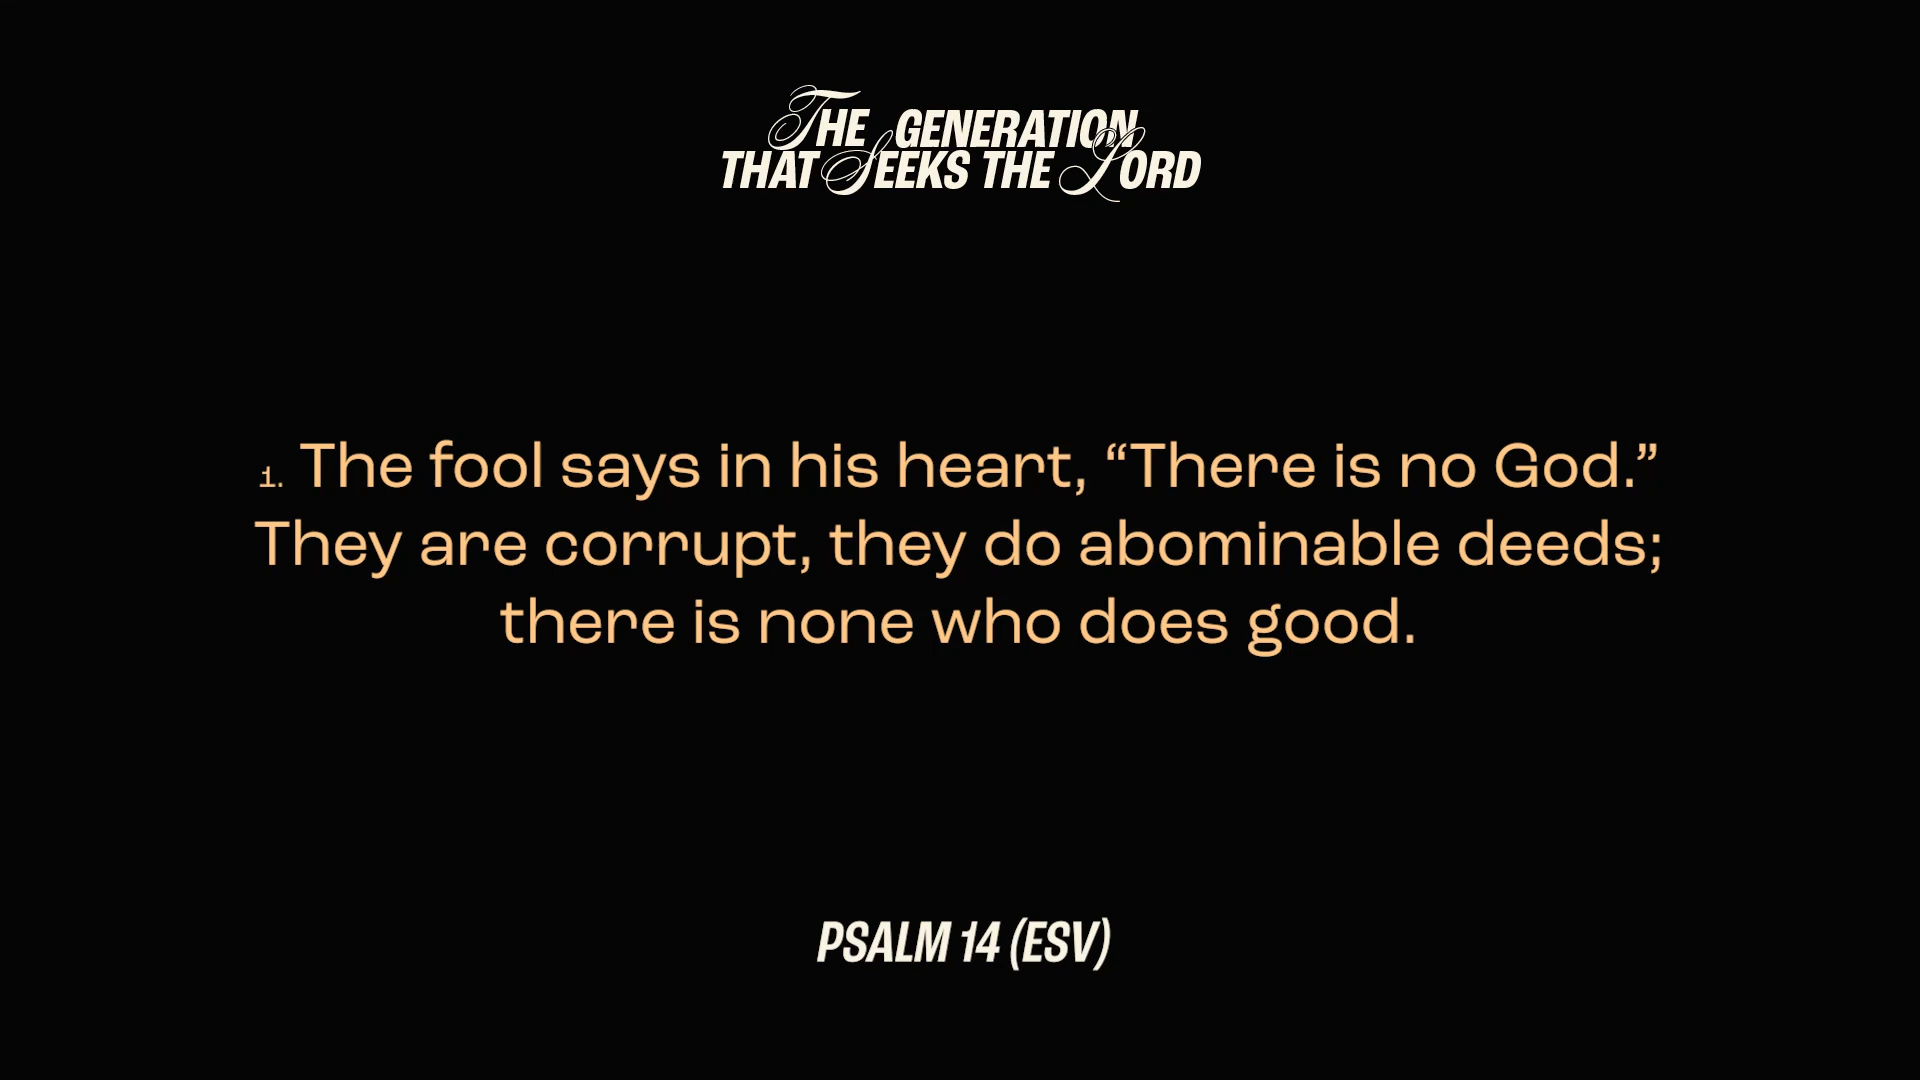 THE GENERATION
THAT SEEKS THE LORD
1. The fool says in his heart, “There is no God.”
They are corrupt, they do abominable deeds;
there is none who does good.
PSALM 14 (ESV)